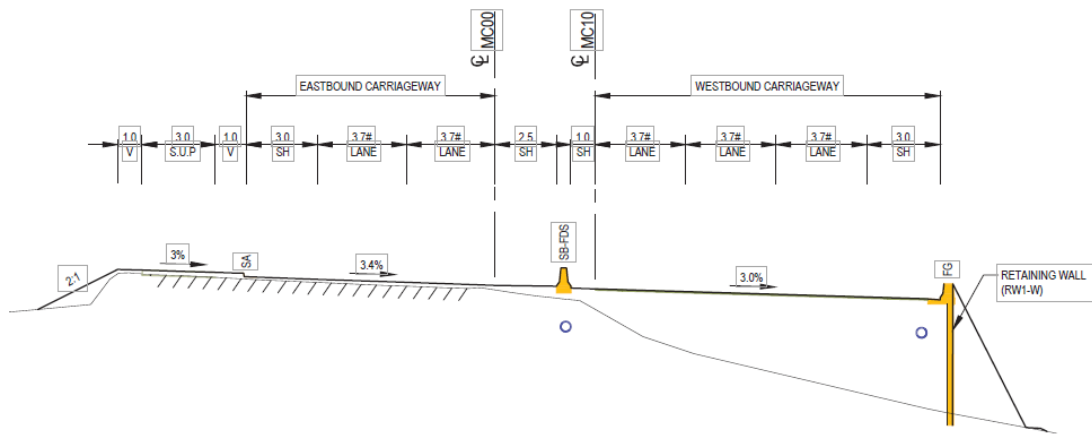 ℄ MC00
℄ MC10
EASTBOUND CARRIAGEWAY
WESTBOUND CARRIAGEWAY
1.0 3.0 1.0 3.0 3.7# 3.7# 2.5 1.0 3.7# 3.7# 3.7# 3.0
V S.U.P V SH LANE LANE SH SH LANE LANE LANE SH
2:1
3%
SA
3.4%
SB-FDS
3.0%
FG
RETAINING WALL
(RW1-W)